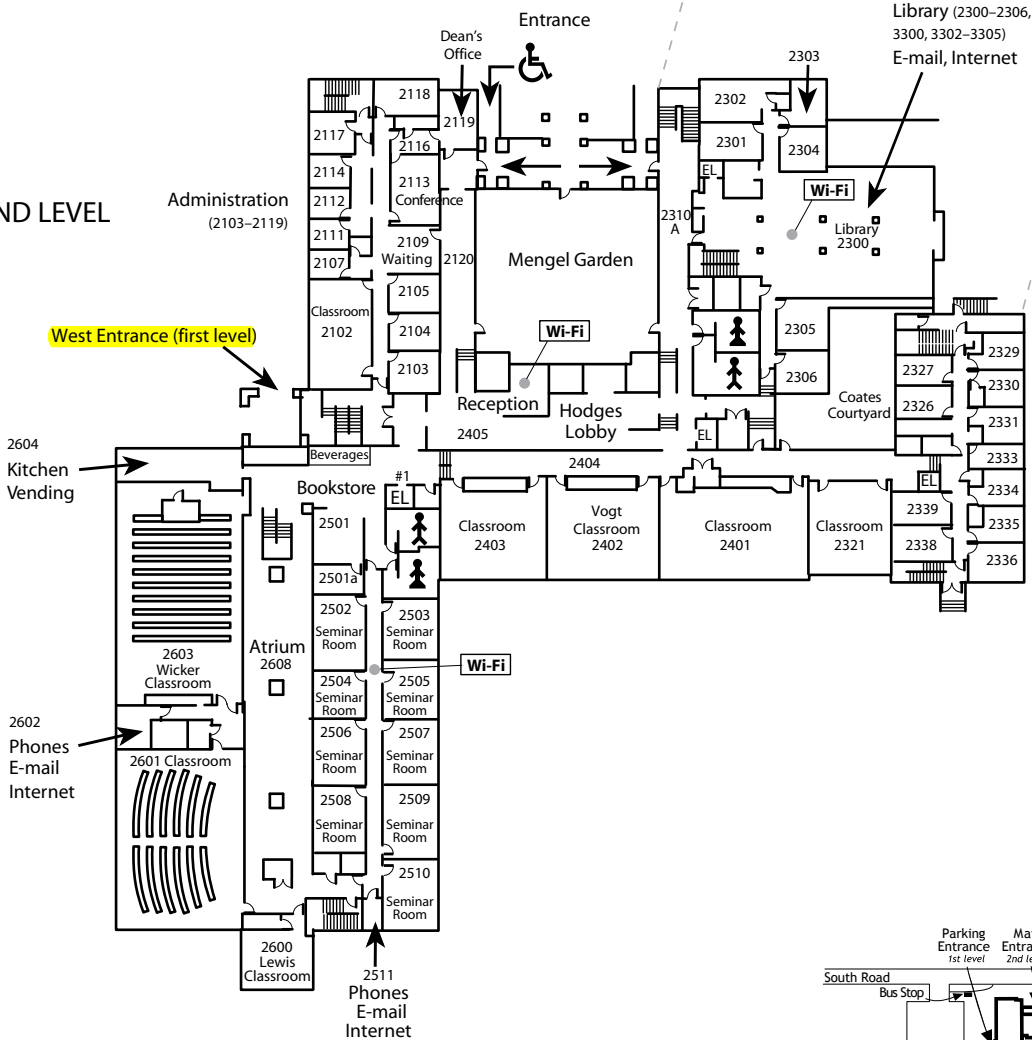 Entrance
Dean's
Office
Library (2300–2306,
3300, 3302–3305)
E-mail, Internet
2303
2118
2119
2117
2116
2302
2301
2304
EL
2114
2113
Conference
2112
Administration
(2103–2119)
ND LEVEL
2111
2109
Waiting
2107
2120
Mengel Garden
2310
A
Wi-Fi
Library
2300
2105
Classroom
2102
2104
2103
West Entrance (first level)
Wi-Fi
Reception
Hodges
Lobby
2405
2305
2306
EL
2327
2326
Coates
Courtyard
2329
2330
2331
2333
2334
2335
2336
EL
2339
2338
2604
Kitchen
Vending
Beverages
Bookstore
#1
EL
2404
Classroom
2403
Vogt
Classroom
2402
Classroom
2401
Classroom
2321
2501
2501a
2502
Seminar
Room
2503
Seminar
Room
2603
Wicker
Classroom
Atrium
2608
Wi-Fi
2504
Seminar
Room
2505
Seminar
Room
2602
Phones
E-mail
Internet
2601 Classroom
2506
Seminar
Room
2507
Seminar
Room
2508
Seminar
Room
2509
Seminar
Room
2510
Seminar
Room
2600
Lewis
Classroom
2511
Phones
E-mail
Internet
Parking
Entrance
1st level
Ma
Entra
2nd le
South Road
Bus Stop